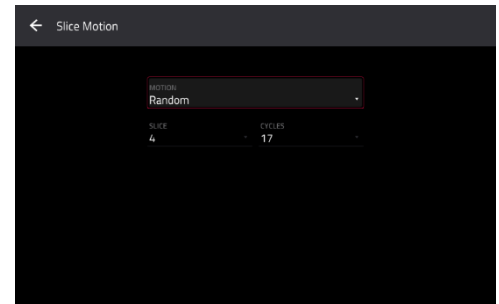 Slice Motion
MOTION
Random
SLICE CYCLES
4 17